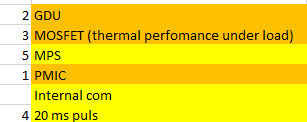 2 GDU
3 MOSFET (thermal perfomance under load)
5 MPS
1 PMIC
Internal com
4 20 ms puls